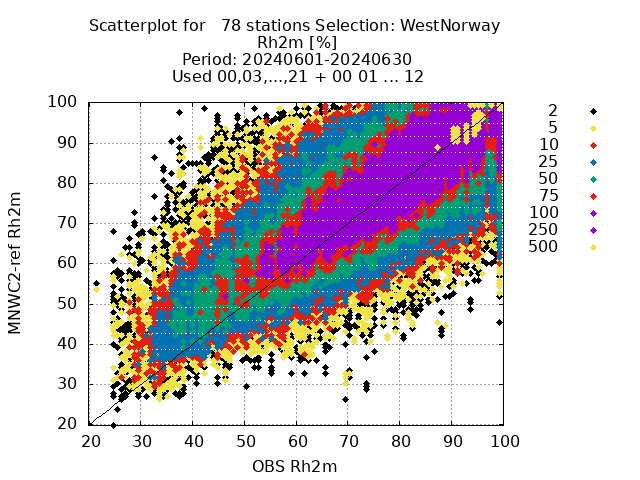 Scatterplot for   78 stations Selection: WestNorway
Rh2m [%]
Period: 20240601-20240630
Used 00,03,...,21 + 00 01 ... 12
MNWC2-ref Rh2m
100
90
80
70
60
50
40
30
20
20 30 40 50 60 70 80 90 100
OBS Rh2m
2
5
10
25
50
75
100
250
500